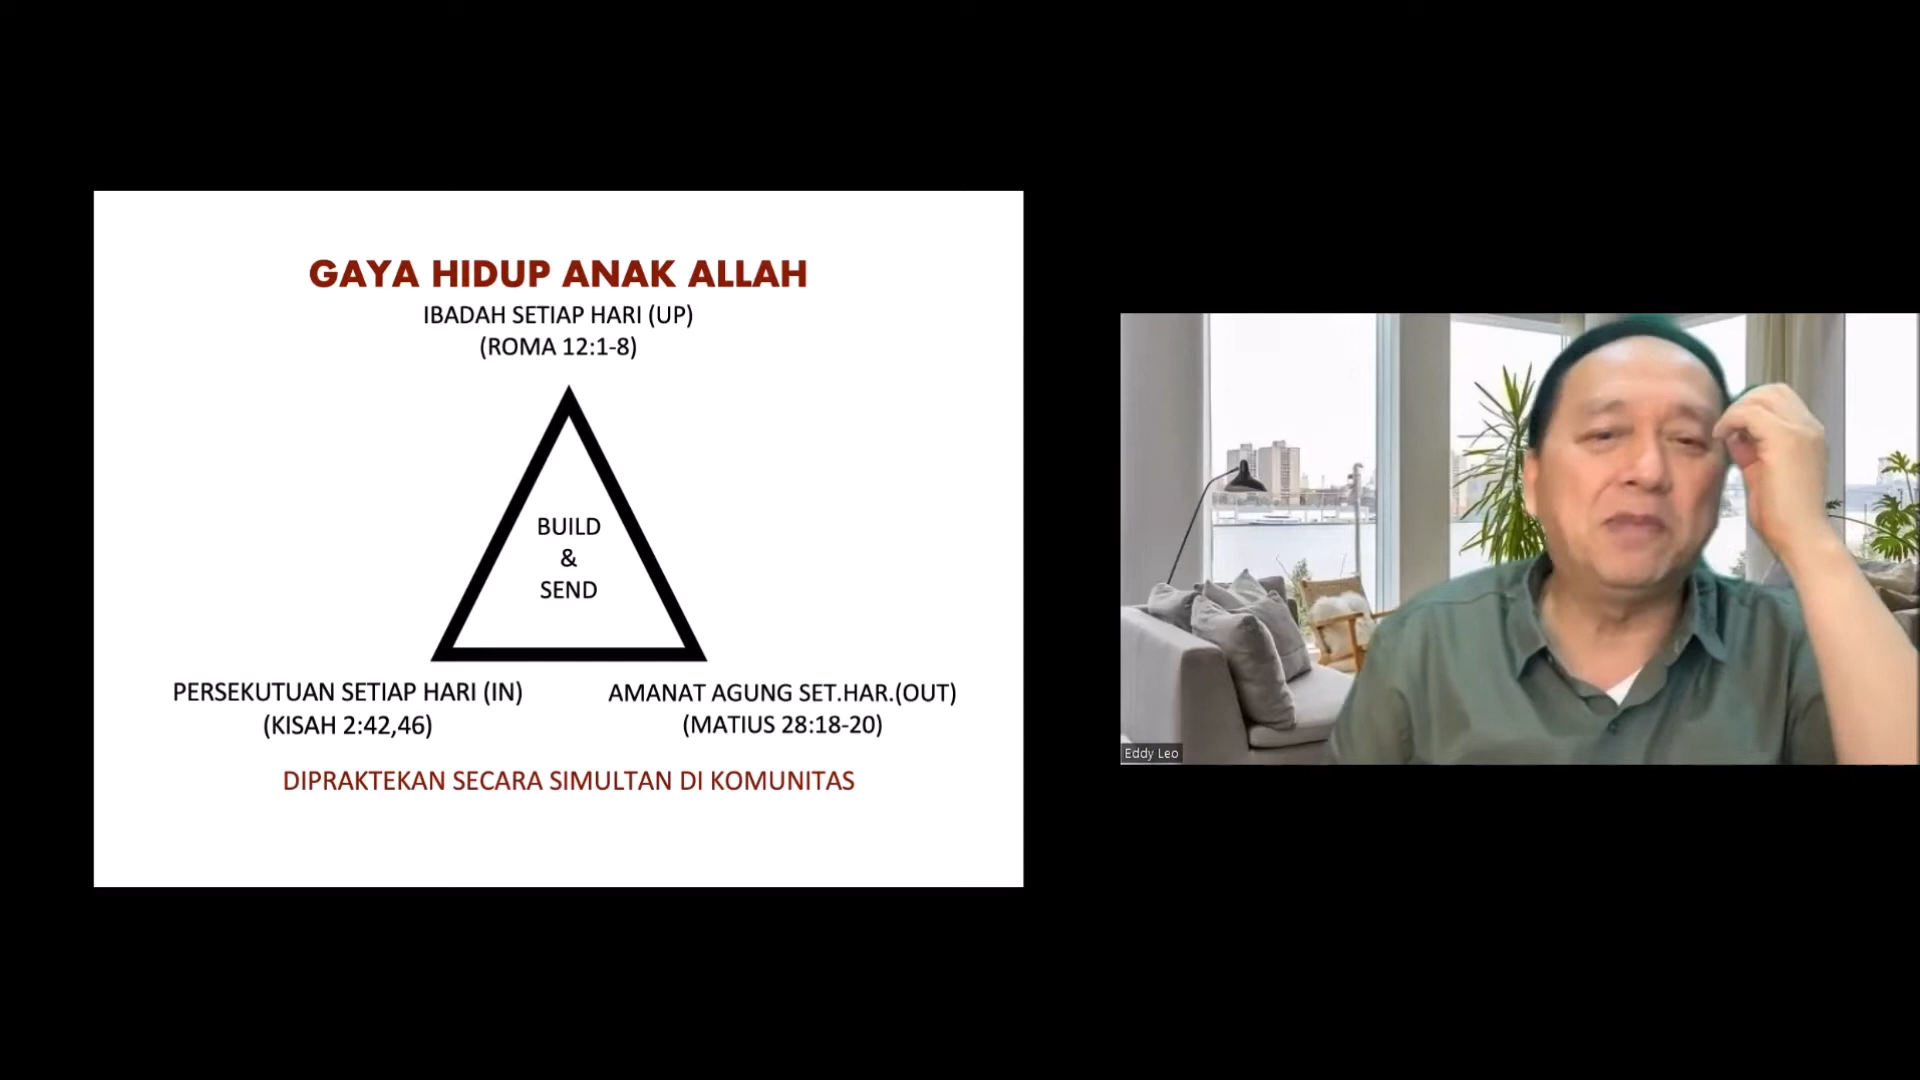 GAYA HIDUP ANAK ALLAH
IBADAH SETIAP HARI (UP)
(ROMA 12:1-8)
BUILD
&
SEND
PERSEKUTUAN SETIAP HARI (IN)
(KISAH 2:42,46)
AMANAT AGUNG SET.HAR.(OUT)
(MATIUS 28:18-20)
DIPRAKTEKAN SECARA SIMULTAN DI KOMUNITAS
Eddy Leo